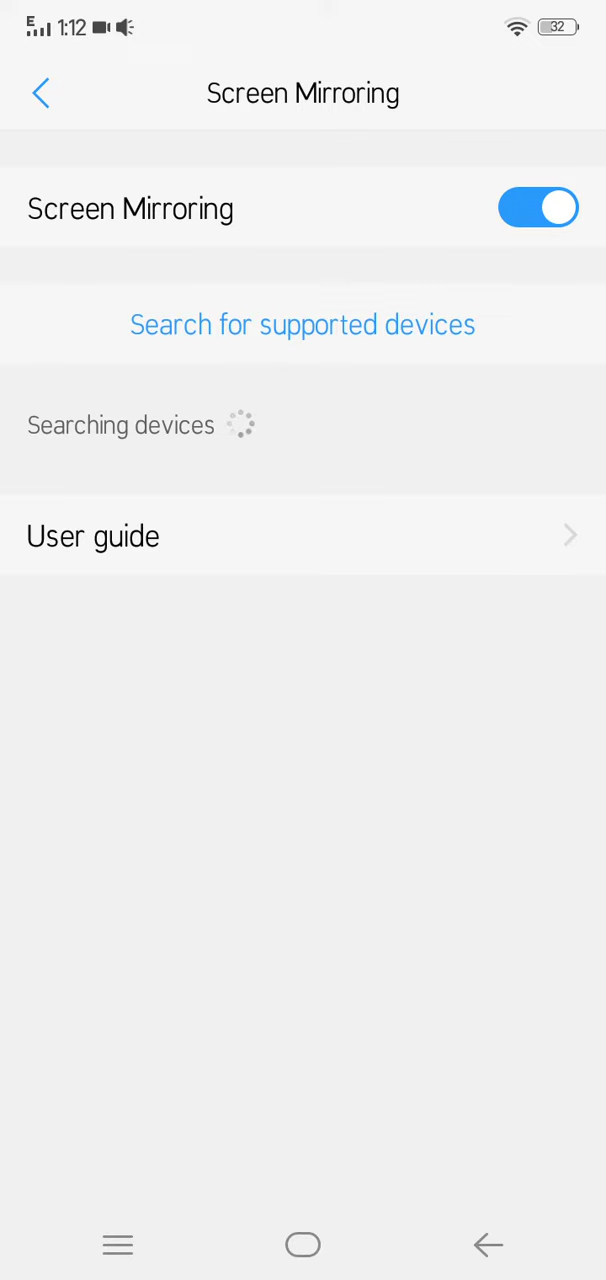 E 1:12 32
Screen Mirroring
Screen Mirroring
Search for supported devices
Searching devices
User guide